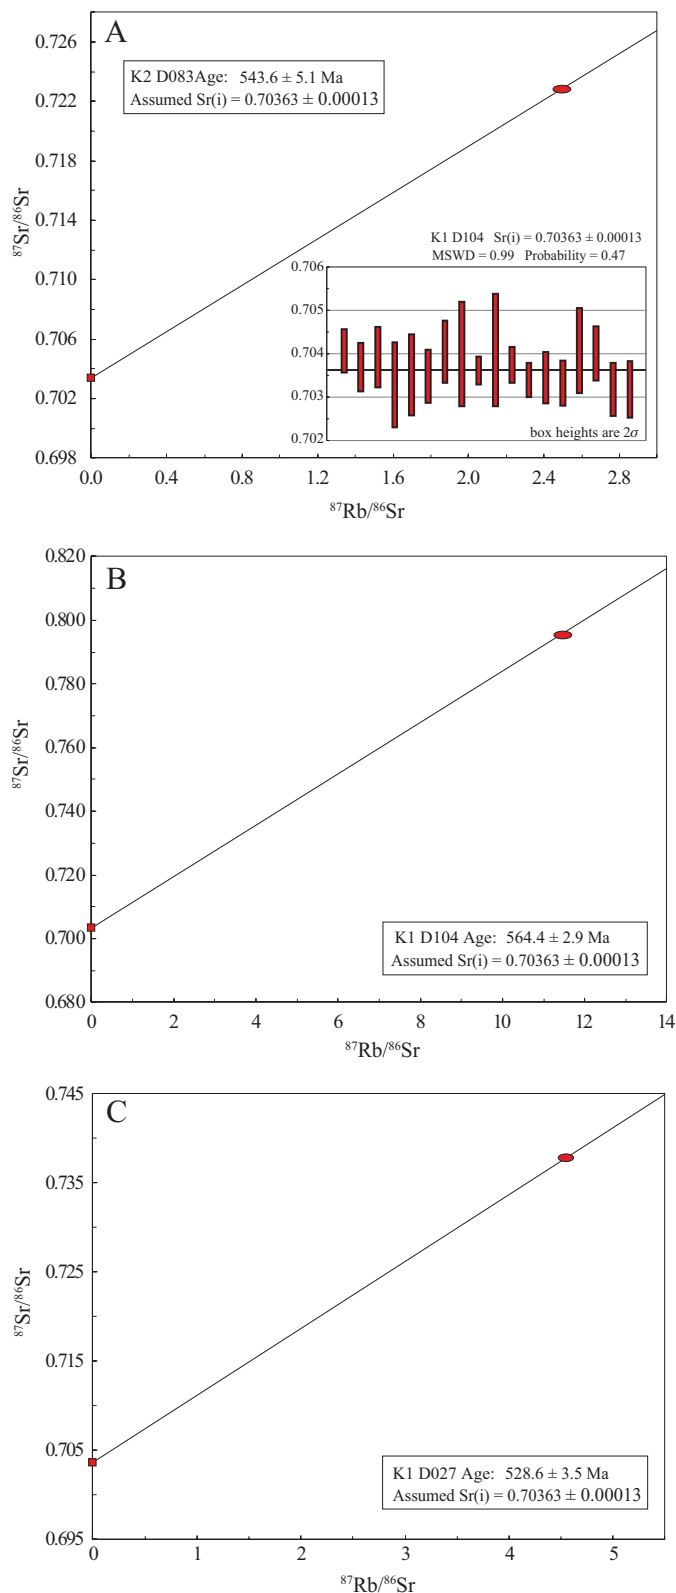 A
0.726
0.722
0.718
0.714
0.710
0.706
0.702
0.698
⁸⁷Sr/⁸⁶Sr
K2 D083Age: 543.6 ± 5.1 Ma
Assumed Sr(i) = 0.70363 ± 0.00013
K1 D104 Sr(i) = 0.70363 ± 0.00013
MSWD = 0.99 Probability = 0.47
0.706
0.705
0.704
0.703
0.702
box heights are 2σ
0.0 0.4 0.8 1.2 1.6 2.0 2.4 2.8
⁸⁷Rb/⁸⁶Sr
B
0.820
0.800
0.780
0.760
0.740
0.720
0.700
0.680
⁸⁷Sr/⁸⁶Sr
K1 D104 Age: 564.4 ± 2.9 Ma
Assumed Sr(i) = 0.70363 ± 0.00013
0 2 4 6 8 10 12 14
⁸⁷Rb/⁸⁶Sr
C
0.745
0.735
0.725
0.715
0.705
0.695
⁸⁷Sr/⁸⁶Sr
K1 D027 Age: 528.6 ± 3.5 Ma
Assumed Sr(i) = 0.70363 ± 0.00013
0 1 2 3 4 5
⁸⁷Rb/⁸⁶Sr